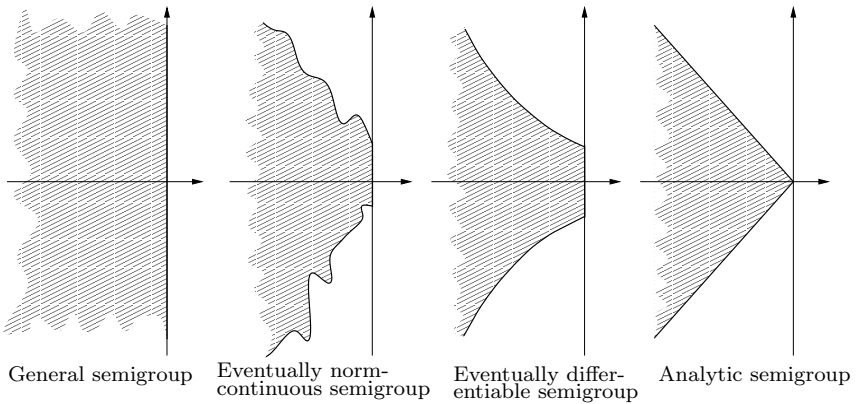 General semigroup
Eventually norm-
continuous semigroup
Eventually differ-
entiable semigroup
Analytic semigroup